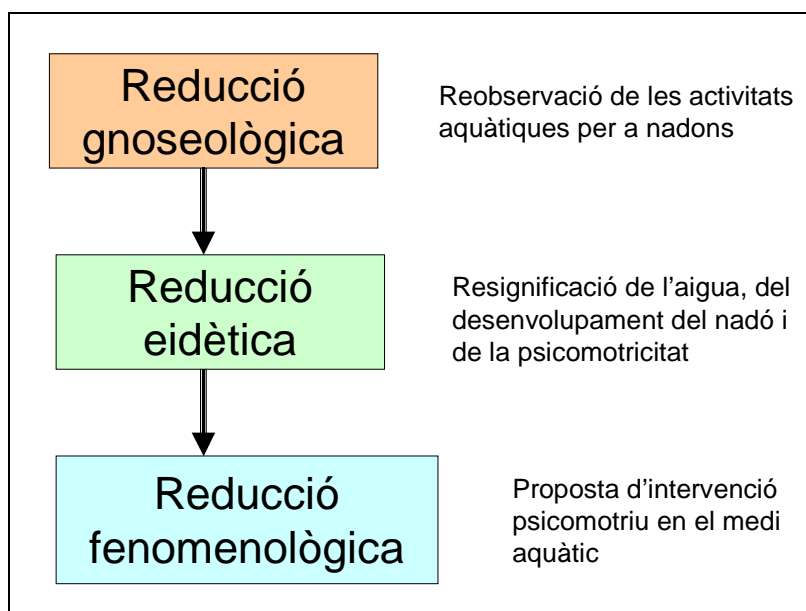 Reducció
gnoseològica
Reobservació de les activitats
aquàtiques per a nadons
Reducció
eidètica
Resignificació de l’aigua, del
desenvolupament del nadó i
de la psicomotricitat
Reducció
fenomenològica
Proposta d’intervenció
psicomotriu en el medi
aquàtic